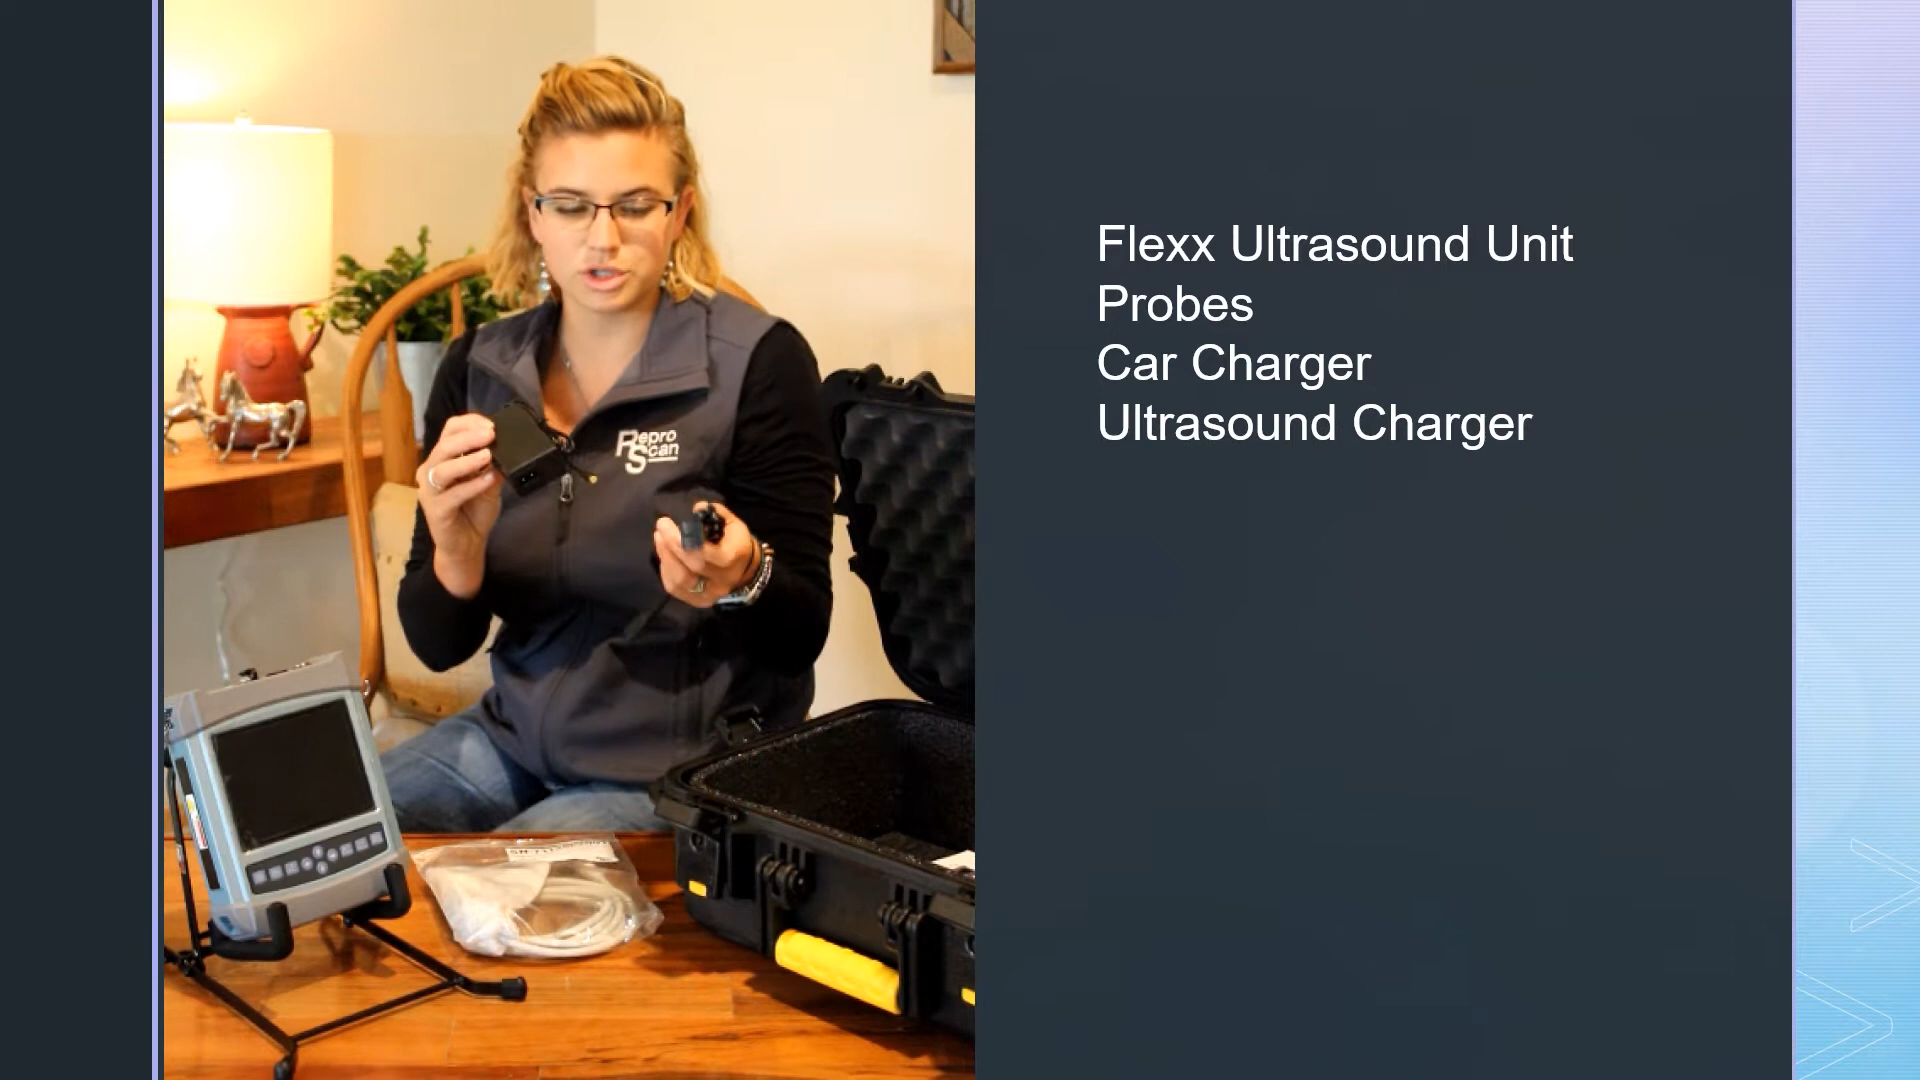 Flexx Ultrasound Unit
Probes
Car Charger
Ultrasound Charger
Repro
Scan